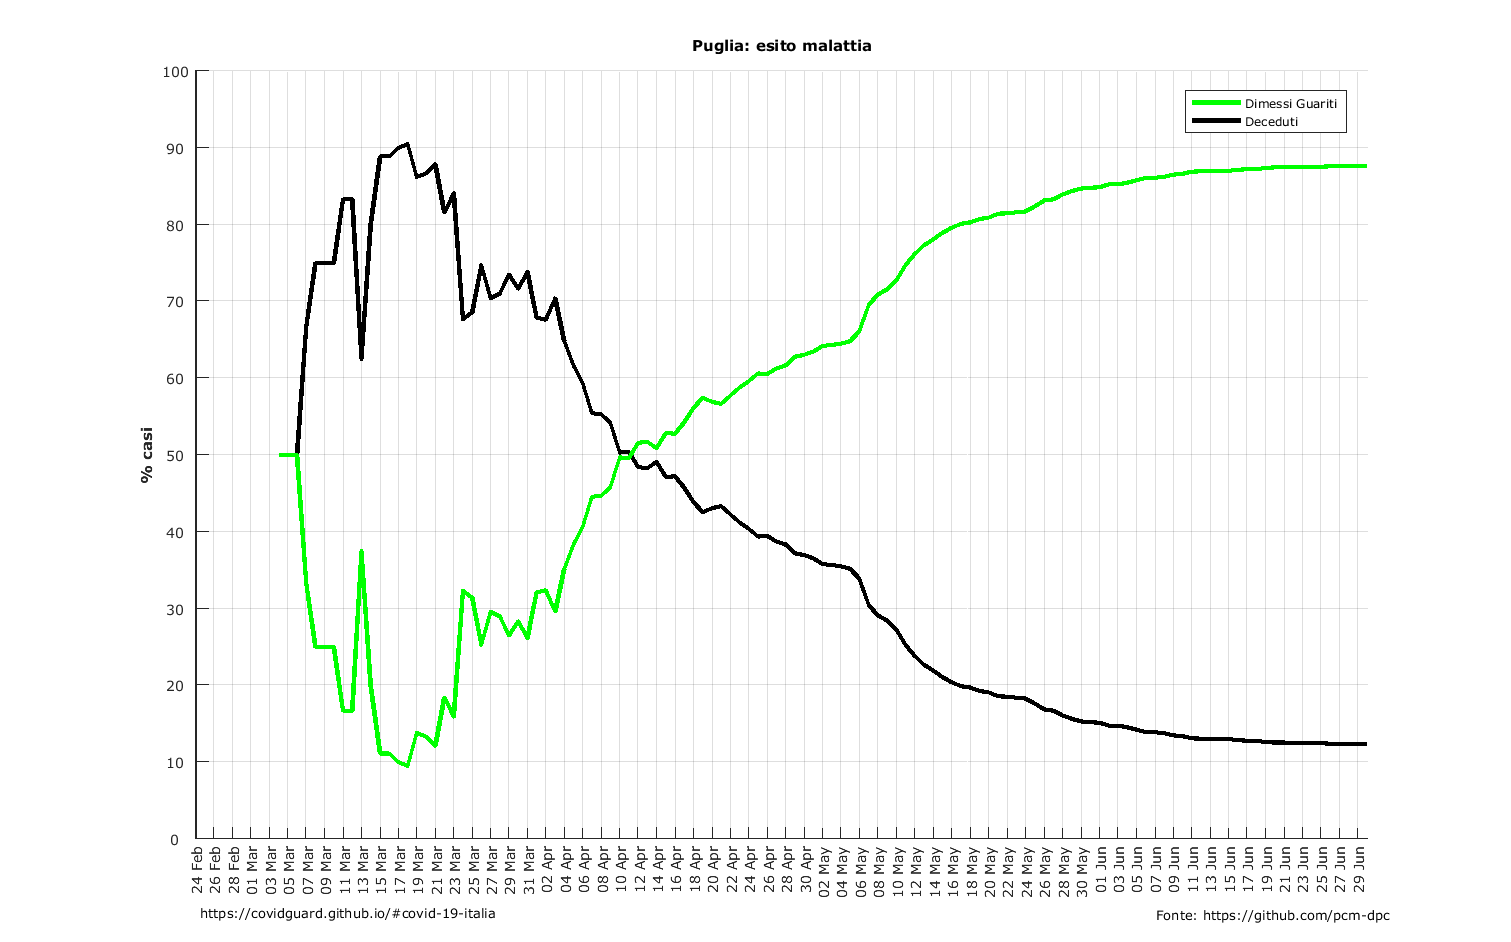 Puglia: esito malattia
Dimessi Guariti
Deceduti
% casi
100
90
80
70
60
50
40
30
20
10
0
24 Feb
26 Feb
28 Feb
01 Mar
03 Mar
05 Mar
07 Mar
09 Mar
11 Mar
13 Mar
15 Mar
17 Mar
19 Mar
21 Mar
23 Mar
25 Mar
27 Mar
29 Mar
31 Mar
02 Apr
04 Apr
06 Apr
08 Apr
10 Apr
12 Apr
14 Apr
16 Apr
18 Apr
20 Apr
22 Apr
24 Apr
26 Apr
28 Apr
30 Apr
02 May
04 May
06 May
08 May
10 May
12 May
14 May
16 May
18 May
20 May
22 May
24 May
26 May
28 May
30 May
01 Jun
03 Jun
05 Jun
07 Jun
09 Jun
11 Jun
13 Jun
15 Jun
17 Jun
19 Jun
21 Jun
23 Jun
25 Jun
27 Jun
29 Jun
https://covidguard.github.io/#covid-19-italia
Fonte: https://github.com/pcm-dpc